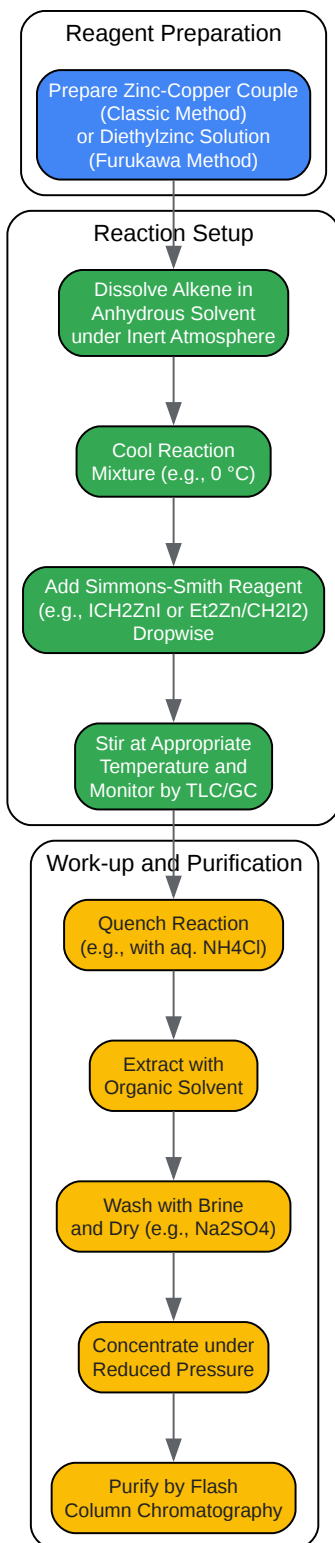 Reagent Preparation
Prepare Zinc-Copper Couple
(Classic Method)
or Diethylzinc Solution
(Furukawa Method)
Reaction Setup
Dissolve Alkene in
Anhydrous Solvent
under Inert Atmosphere
Cool Reaction
Mixture (e.g., 0 °C)
Add Simmons-Smith Reagent
(e.g., ICH2ZnI or Et2Zn/CH2I2)
Dropwise
Stir at Appropriate
Temperature and
Monitor by TLC/GC
Work-up and Purification
Quench Reaction
(e.g., with aq. NH4Cl)
Extract with
Organic Solvent
Wash with Brine
and Dry (e.g., Na2SO4)
Concentrate under
Reduced Pressure
Purify by Flash
Column Chromatography